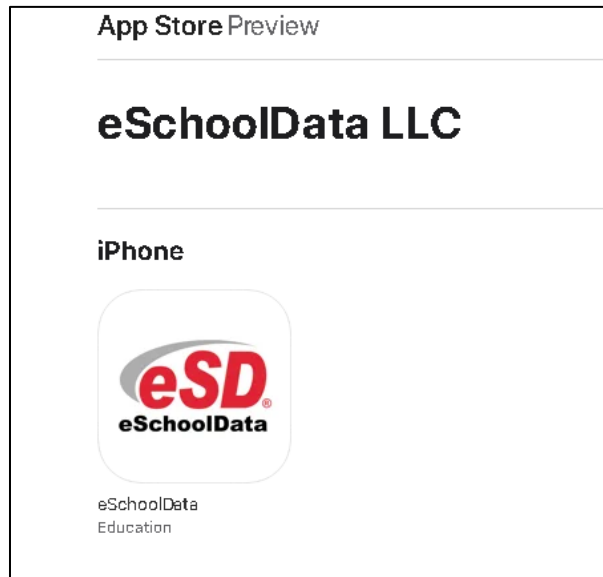 App Store Preview
eSchoolData LLC
iPhone
eSD®
eSchoolData
eSchoolData
Education